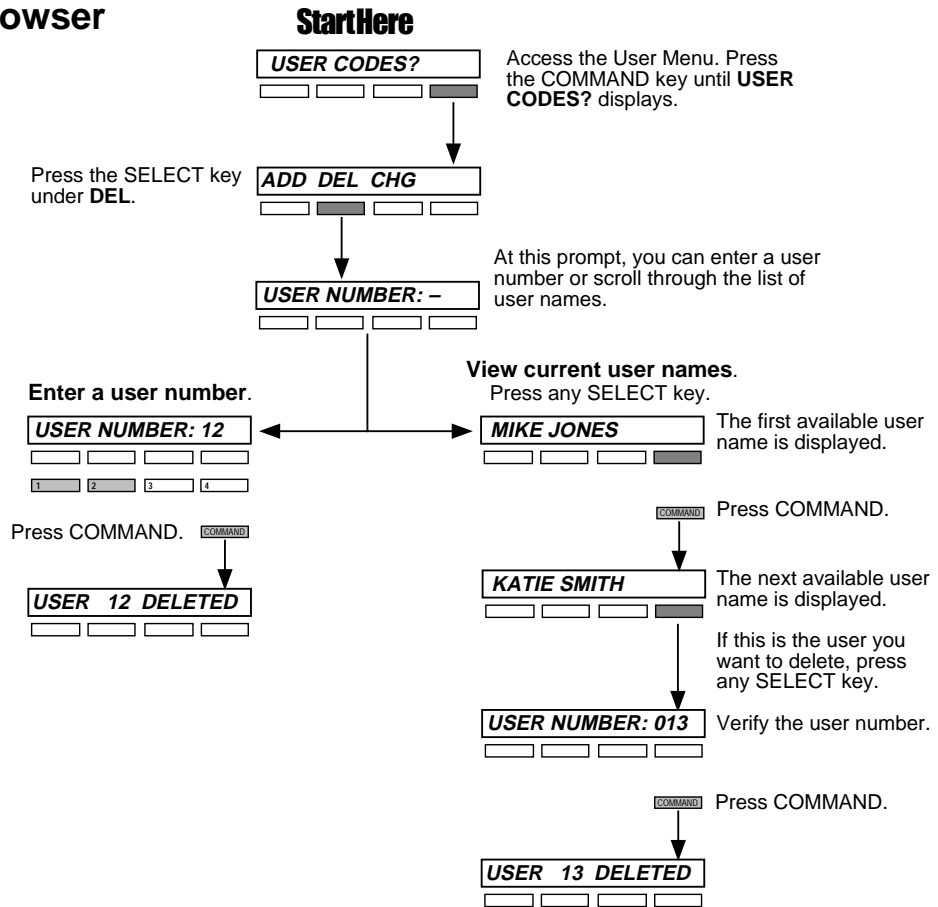 owser
Start Here
USER CODES?
Access the User Menu. Press
the COMMAND key until USER
CODES? displays.
Press the SELECT key
under DEL.
ADD DEL CHG
At this prompt, you can enter a user
number or scroll through the list of
user names.
USER NUMBER: –
Enter a user number.
View current user names.
Press any SELECT key.
USER NUMBER: 12
1 2 3 4
Press COMMAND.
COMMAND
USER 12 DELETED
MIKE JONES
The first available user
name is displayed.
COMMAND
Press COMMAND.
KATIE SMITH
The next available user
name is displayed.
If this is the user you
want to delete, press
any SELECT key.
USER NUMBER: 013
Verify the user number.
COMMAND
Press COMMAND.
USER 13 DELETED